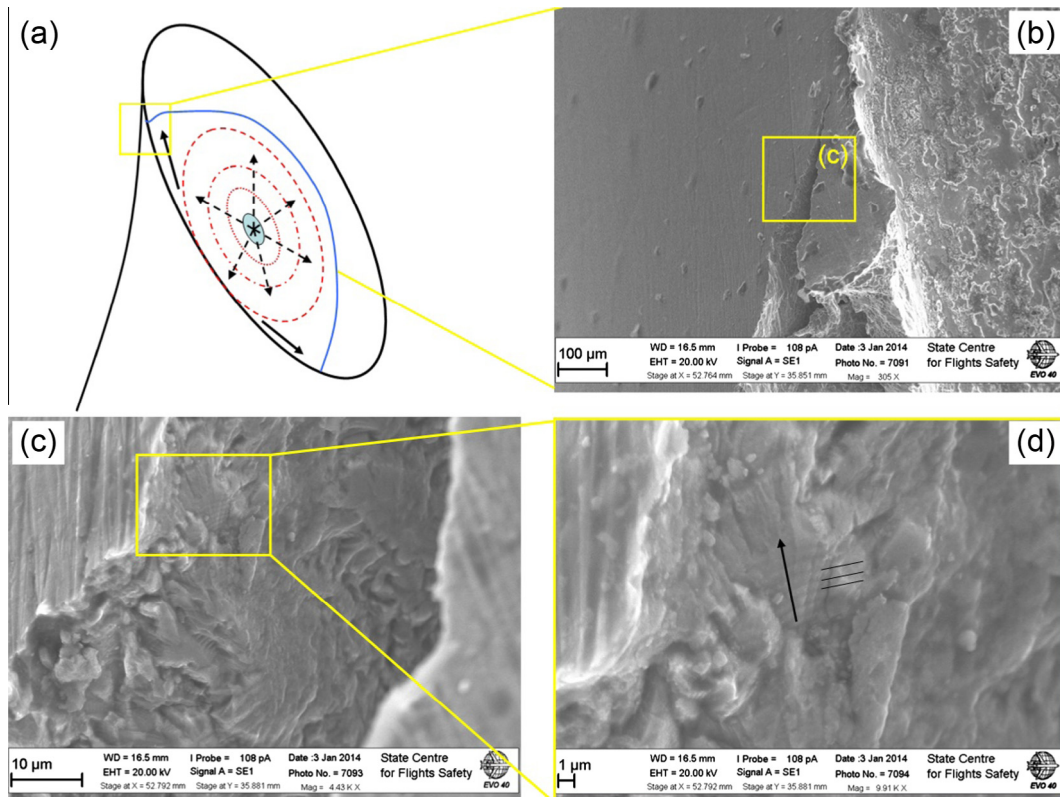 (a)
(b)
(c)
100 µm
WD = 16.5 mm I Probe = 108 pA Date :3 Jan 2014 State Centre
EHT = 20.00 kV Signal A = SE1 Photo No. = 7091 for Flights Safety
Stage at X = 52.764 mm Stage at Y = 35.851 mm Mag = 305 X EVO 40
(c)
10 µm
WD = 16.5 mm I Probe = 108 pA Date :3 Jan 2014 State Centre
EHT = 20.00 kV Signal A = SE1 Photo No. = 7093 for Flights Safety
Stage at X = 52.792 mm Stage at Y = 35.881 mm Mag = 4.43 K X EVO 40
(d)
1 µm
WD = 16.5 mm I Probe = 108 pA Date :3 Jan 2014 State Centre
EHT = 20.00 kV Signal A = SE1 Photo No. = 7094 for Flights Safety
Stage at X = 52.792 mm Stage at Y = 35.881 mm Mag = 9.91 K X EVO 40